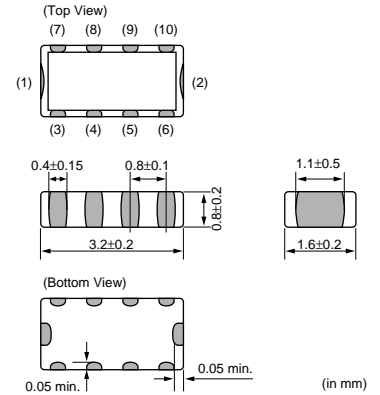 (Top View)
(7) (8) (9) (10)
(1) (2)
(3) (4) (5) (6)
0.4±0.15 0.8±0.1 1.1±0.5
0.8±0.2
3.2±0.2 1.6±0.2
(Bottom View)
0.05 min.
0.05 min. (in mm)